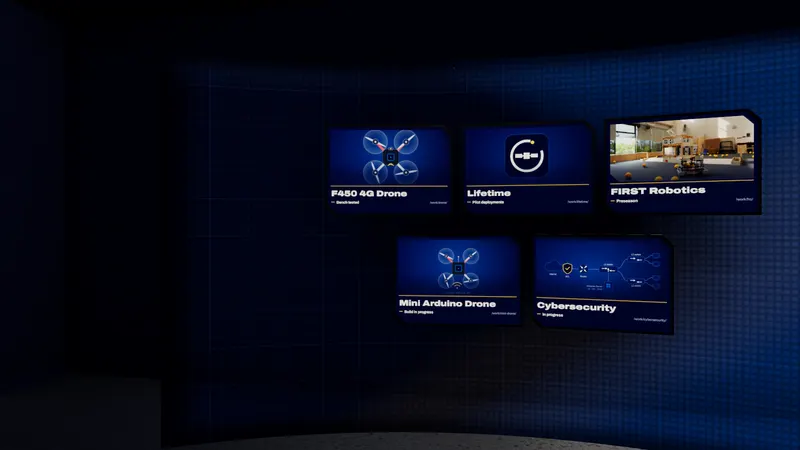 F450 4G Drone
Bench tested
Lifetime
Pilot deployments
FIRST Robotics
Preseason
Mini Arduino Drone
Build in progress
Cybersecurity
In progress